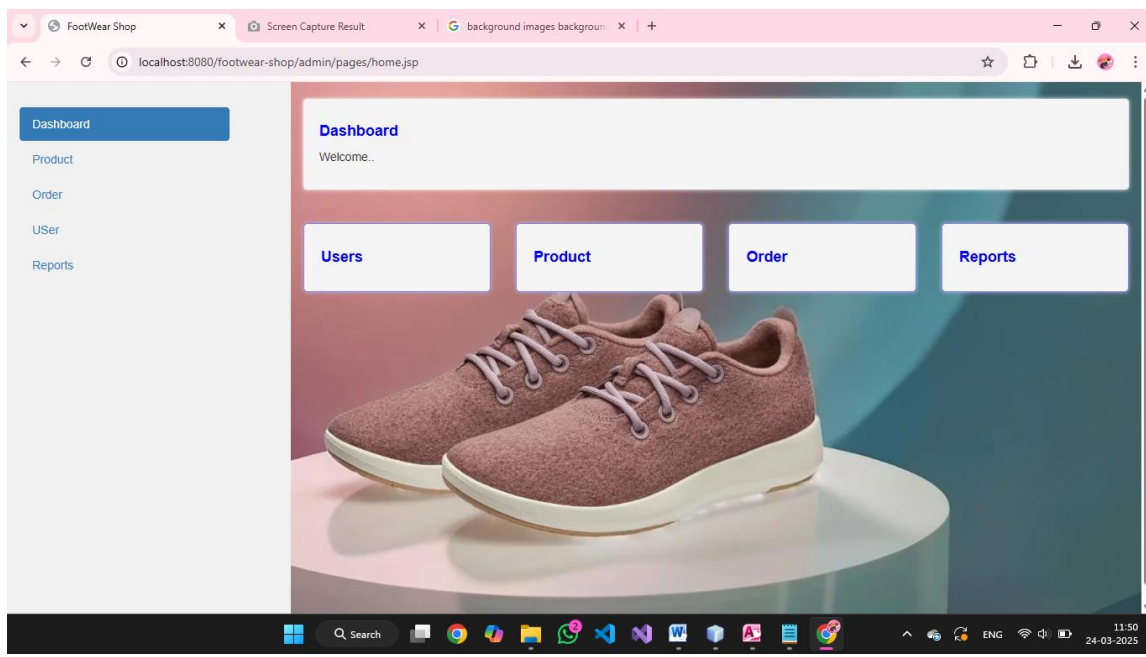 FootWear Shop
Screen Capture Result
background images backgroun
localhost:8080/footwear-shop/admin/pages/home.jsp
Dashboard
Product
Order
USer
Reports
Dashboard
Welcome..
Users
Product
Order
Reports
Search
2
ENG
11:50
24-03-2025